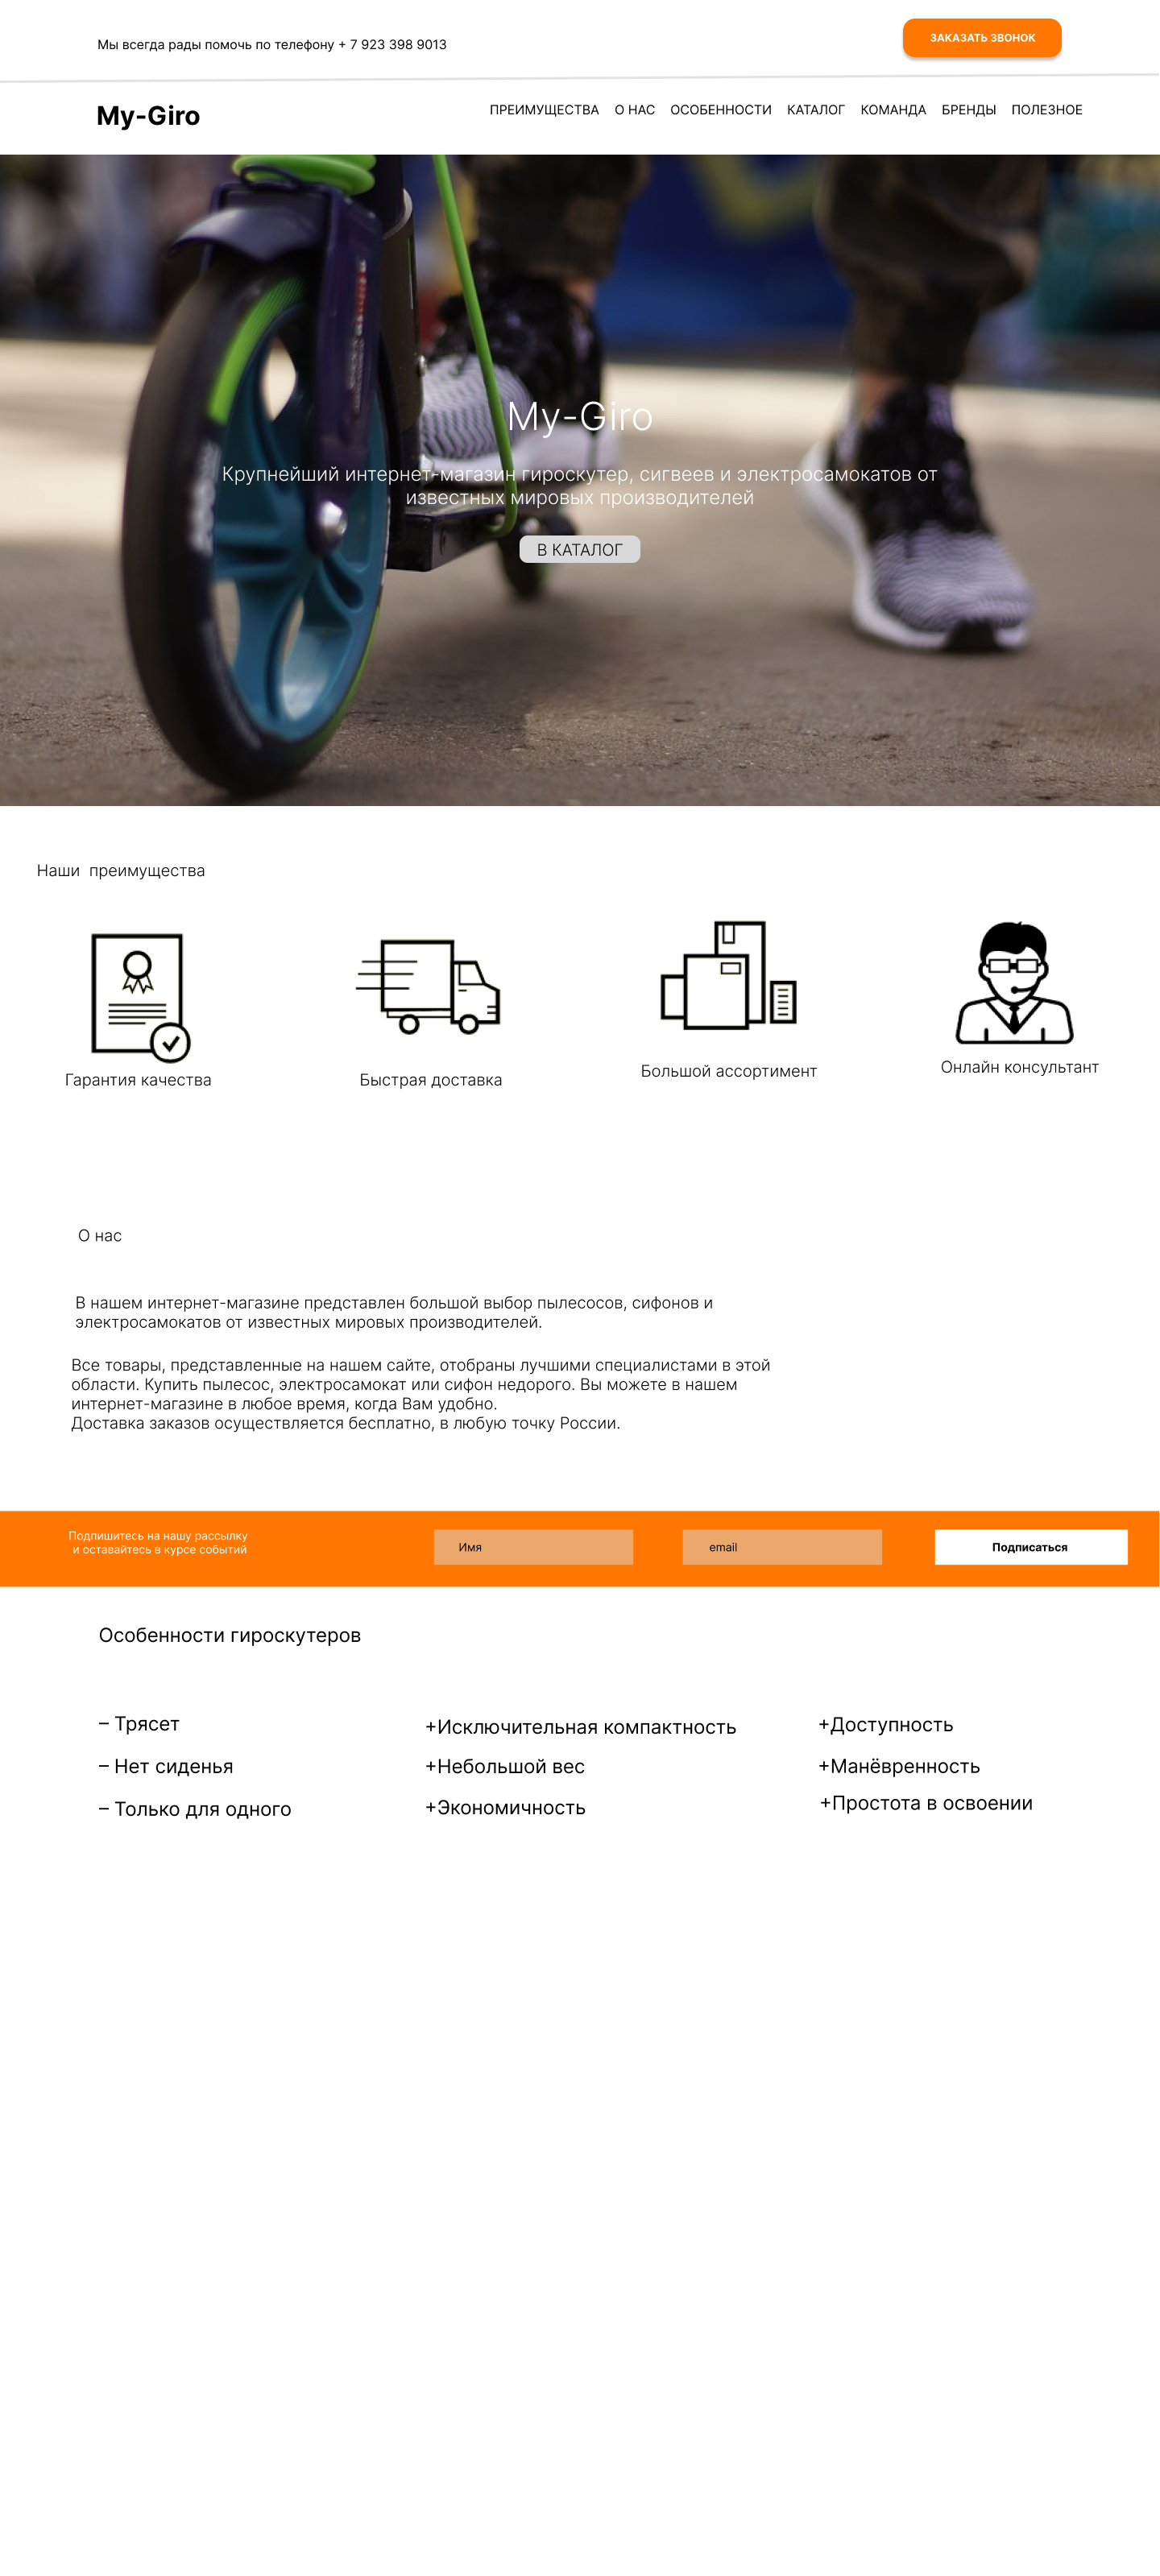 Мы всегда рады помочь по телефону + 7 923 398 9013
ЗАКАЗАТЬ ЗВОНОК
My-Giro
ПРЕИМУЩЕСТВА О НАС ОСОБЕННОСТИ КАТАЛОГ КОМАНДА БРЕНДЫ ПОЛЕЗНОЕ
My-Giro
Крупнейший интернет-магазин гироскутер, сигвеев и электросамокатов от
известных мировых производителей
В КАТАЛОГ
Наши преимущества
Гарантия качества
Быстрая доставка
Большой ассортимент
Онлайн консультант
О нас
В нашем интернет-магазине представлен большой выбор пылесосов, сифонов и
электросамокатов от известных мировых производителей.
Все товары, представленные на нашем сайте, отобраны лучшими специалистами в этой
области. Купить пылесос, электросамокат или сифон недорого. Вы можете в нашем
интернет-магазине в любое время, когда Вам удобно.
Доставка заказов осуществляется бесплатно, в любую точку России.
Подпишитесь на нашу рассылку
и оставайтесь в курсе событий
Имя
email
Подписаться
Особенности гироскутеров
– Трясет
– Нет сиденья
– Только для одного
+Исключительная компактность
+Небольшой вес
+Экономичность
+Доступность
+Манёвренность
+Простота в освоении